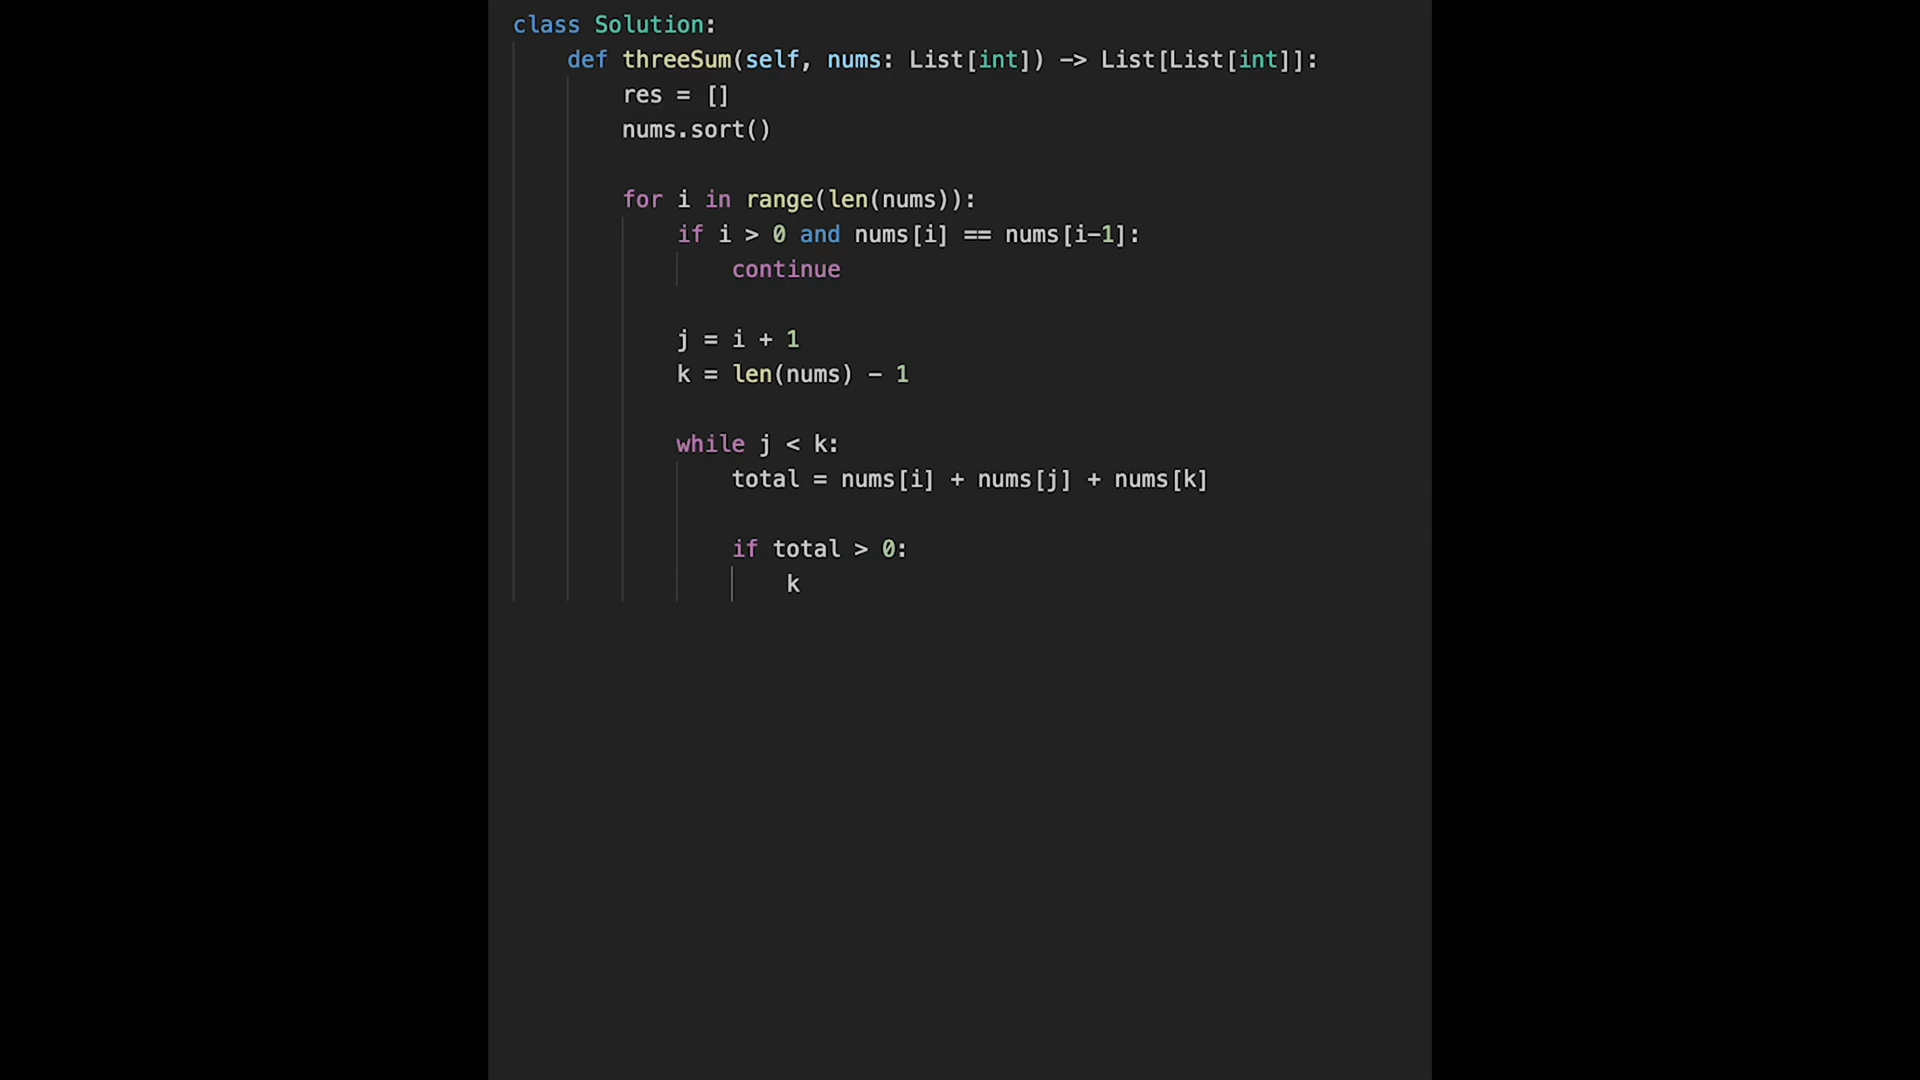 class Solution:
    def threeSum(self, nums: List[int]) -> List[List[int]]:
        res = []
        nums.sort()

        for i in range(len(nums)):
            if i > 0 and nums[i] == nums[i-1]:
                continue

            j = i + 1
            k = len(nums) - 1

            while j < k:
                total = nums[i] + nums[j] + nums[k]

                if total > 0:
                    k